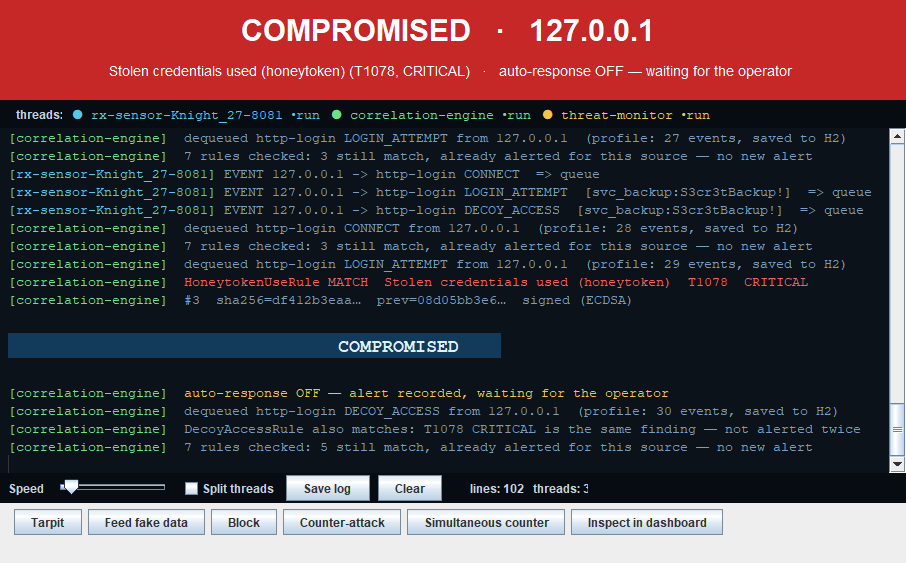 COMPROMISED · 127.0.0.1
Stolen credentials used (honeytoken) (T1078, CRITICAL) · auto-response OFF — waiting for the operator
threads: rx-sensor-Knight_27-8081 •run correlation-engine •run threat-monitor •run
[correlation-engine] dequeued http-login LOGIN_ATTEMPT from 127.0.0.1 (profile: 27 events, saved to H2)
[correlation-engine] 7 rules checked: 3 still match, already alerted for this source — no new alert
[rx-sensor-Knight_27-8081] EVENT 127.0.0.1 -> http-login CONNECT => queue
[rx-sensor-Knight_27-8081] EVENT 127.0.0.1 -> http-login LOGIN_ATTEMPT [svc_backup:S3cr3tBackup!] => queue
[rx-sensor-Knight_27-8081] EVENT 127.0.0.1 -> http-login DECOY_ACCESS [svc_backup:S3cr3tBackup!] => queue
[correlation-engine] dequeued http-login CONNECT from 127.0.0.1 (profile: 28 events, saved to H2)
[correlation-engine] 7 rules checked: 3 still match, already alerted for this source — no new alert
[correlation-engine] dequeued http-login LOGIN_ATTEMPT from 127.0.0.1 (profile: 29 events, saved to H2)
[correlation-engine] HoneytokenUseRule MATCH Stolen credentials used (honeytoken) T1078 CRITICAL
[correlation-engine] #3 sha256=df412b3eaa… prev=08d05bb3e6… signed (ECDSA)
COMPROMISED
[correlation-engine] auto-response OFF — alert recorded, waiting for the operator
[correlation-engine] dequeued http-login DECOY_ACCESS from 127.0.0.1 (profile: 30 events, saved to H2)
[correlation-engine] DecoyAccessRule also matches: T1078 CRITICAL is the same finding — not alerted twice
[correlation-engine] 7 rules checked: 5 still match, already alerted for this source — no new alert
Speed Split threads Save log Clear lines: 102 threads: 3
Tarpit Feed fake data Block Counter-attack Simultaneous counter Inspect in dashboard